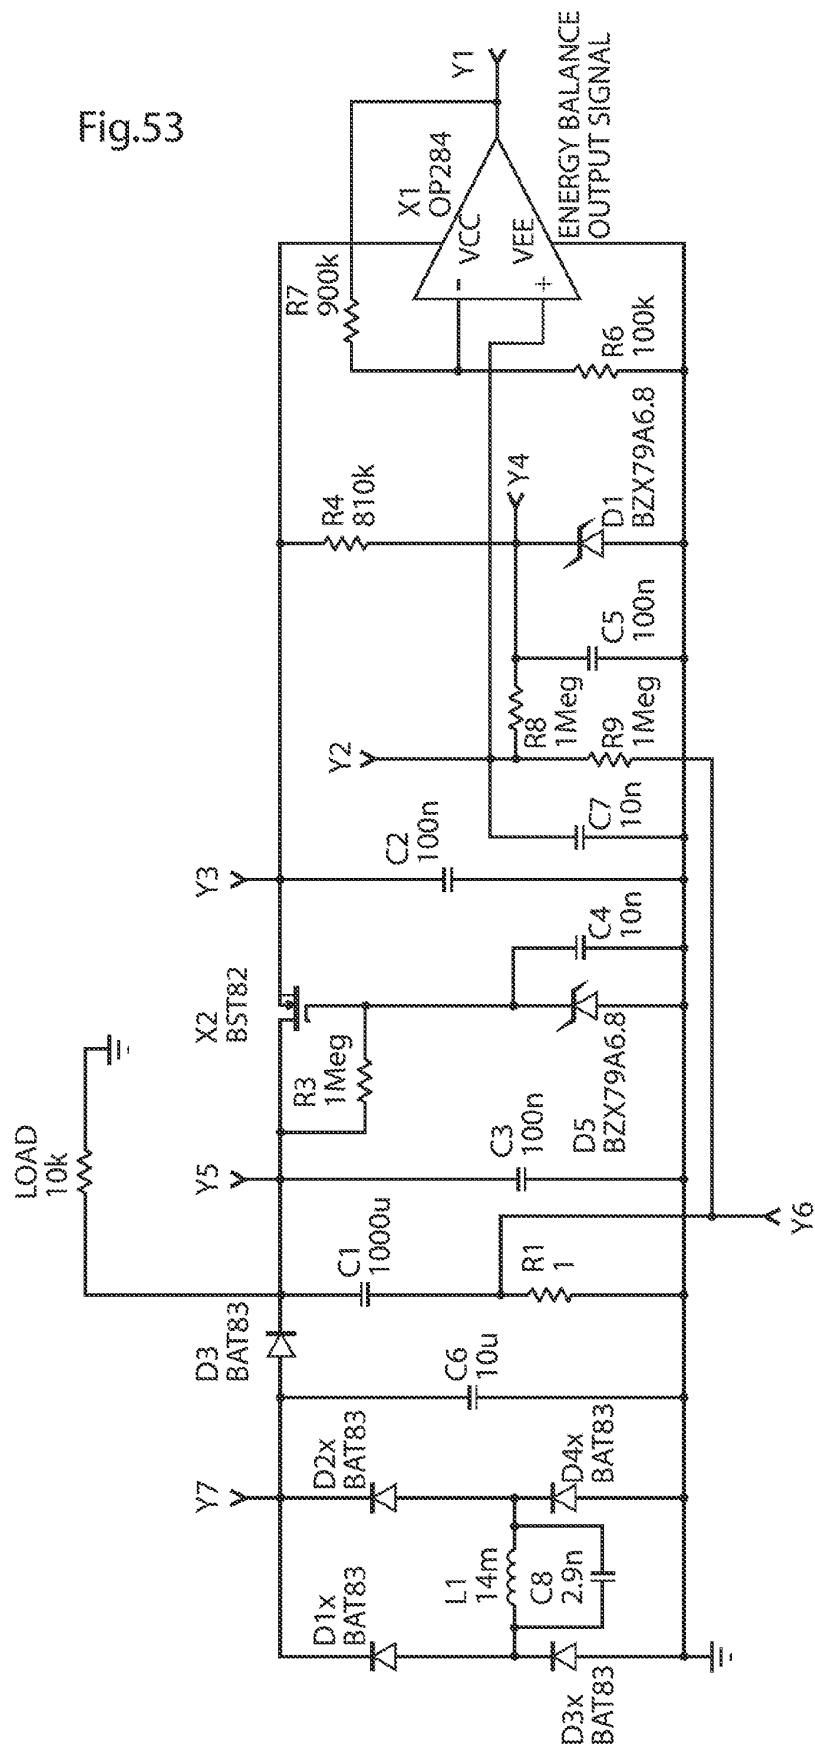 Fig.53
D1x
BAT83
D3x
BAT83
L1
14m
C8
2.9n
Y7
D2x
BAT83
D4x
BAT83
C6
10u
D3
BAT83
LOAD
10k
C1
1000u
R1
1
Y6
Y5
C3
100n
R3
1Meg
D5
BZX79A6.8
X2
BST82
C4
10n
Y3
C2
100n
C7
10n
Y2
R8
1Meg
R9
1Meg
C5
100n
R4
810k
Y4
D1
BZX79A6.8
R7
900k
R6
100k
X1
OP284
VCC
VEE
-
+
Y1
ENERGY BALANCE
OUTPUT SIGNAL